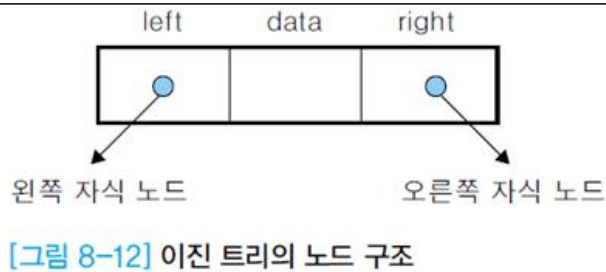 left data right
왼쪽 자식 노드 오른쪽 자식 노드
[그림 8-12] 이진 트리의 노드 구조